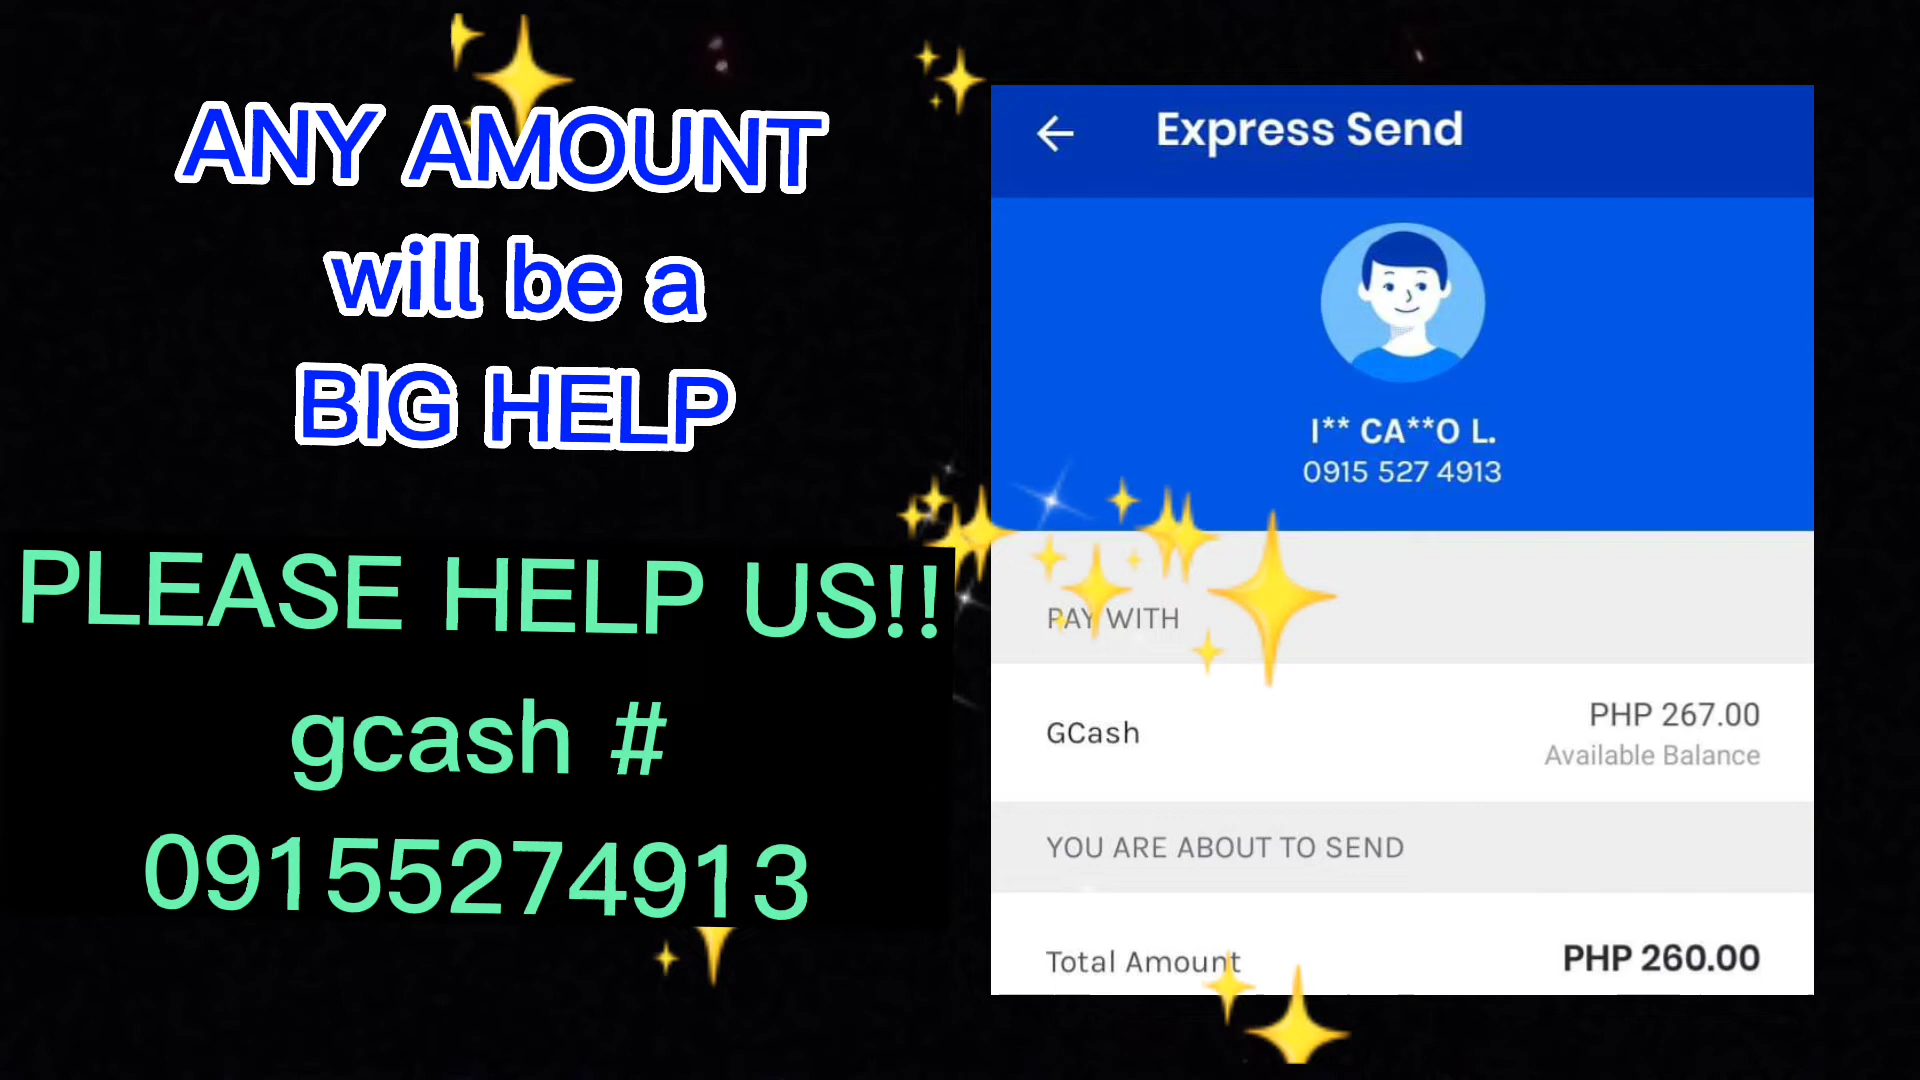 ANY AMOUNT
will be a
BIG HELP
PLEASE HELP US!!
gcash #
09155274913
Express Send
I** CA**O L.
0915 527 4913
PAY WITH
GCash
PHP 267.00
Available Balance
YOU ARE ABOUT TO SEND
Total Amount
PHP 260.00